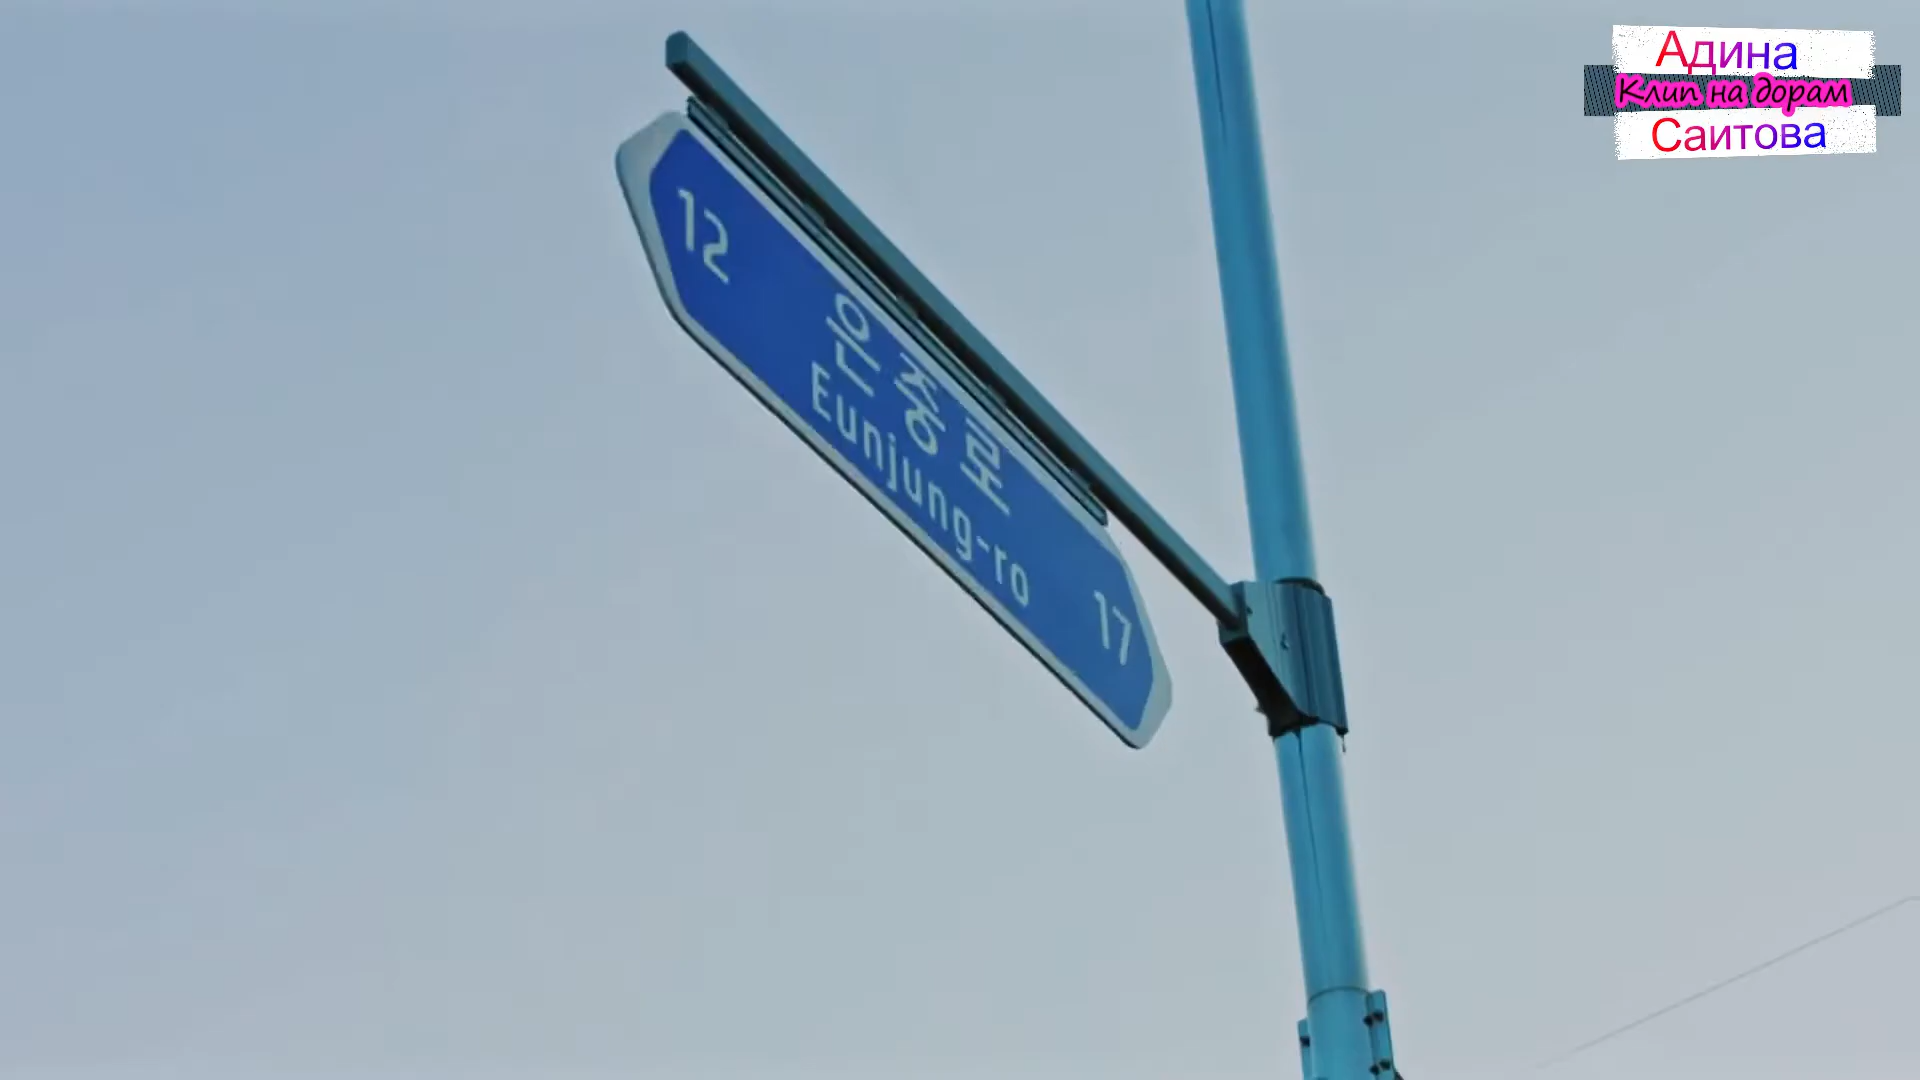 12
은중로
Eunjung-ro
17
Адина
Клип на дорам
Саитова